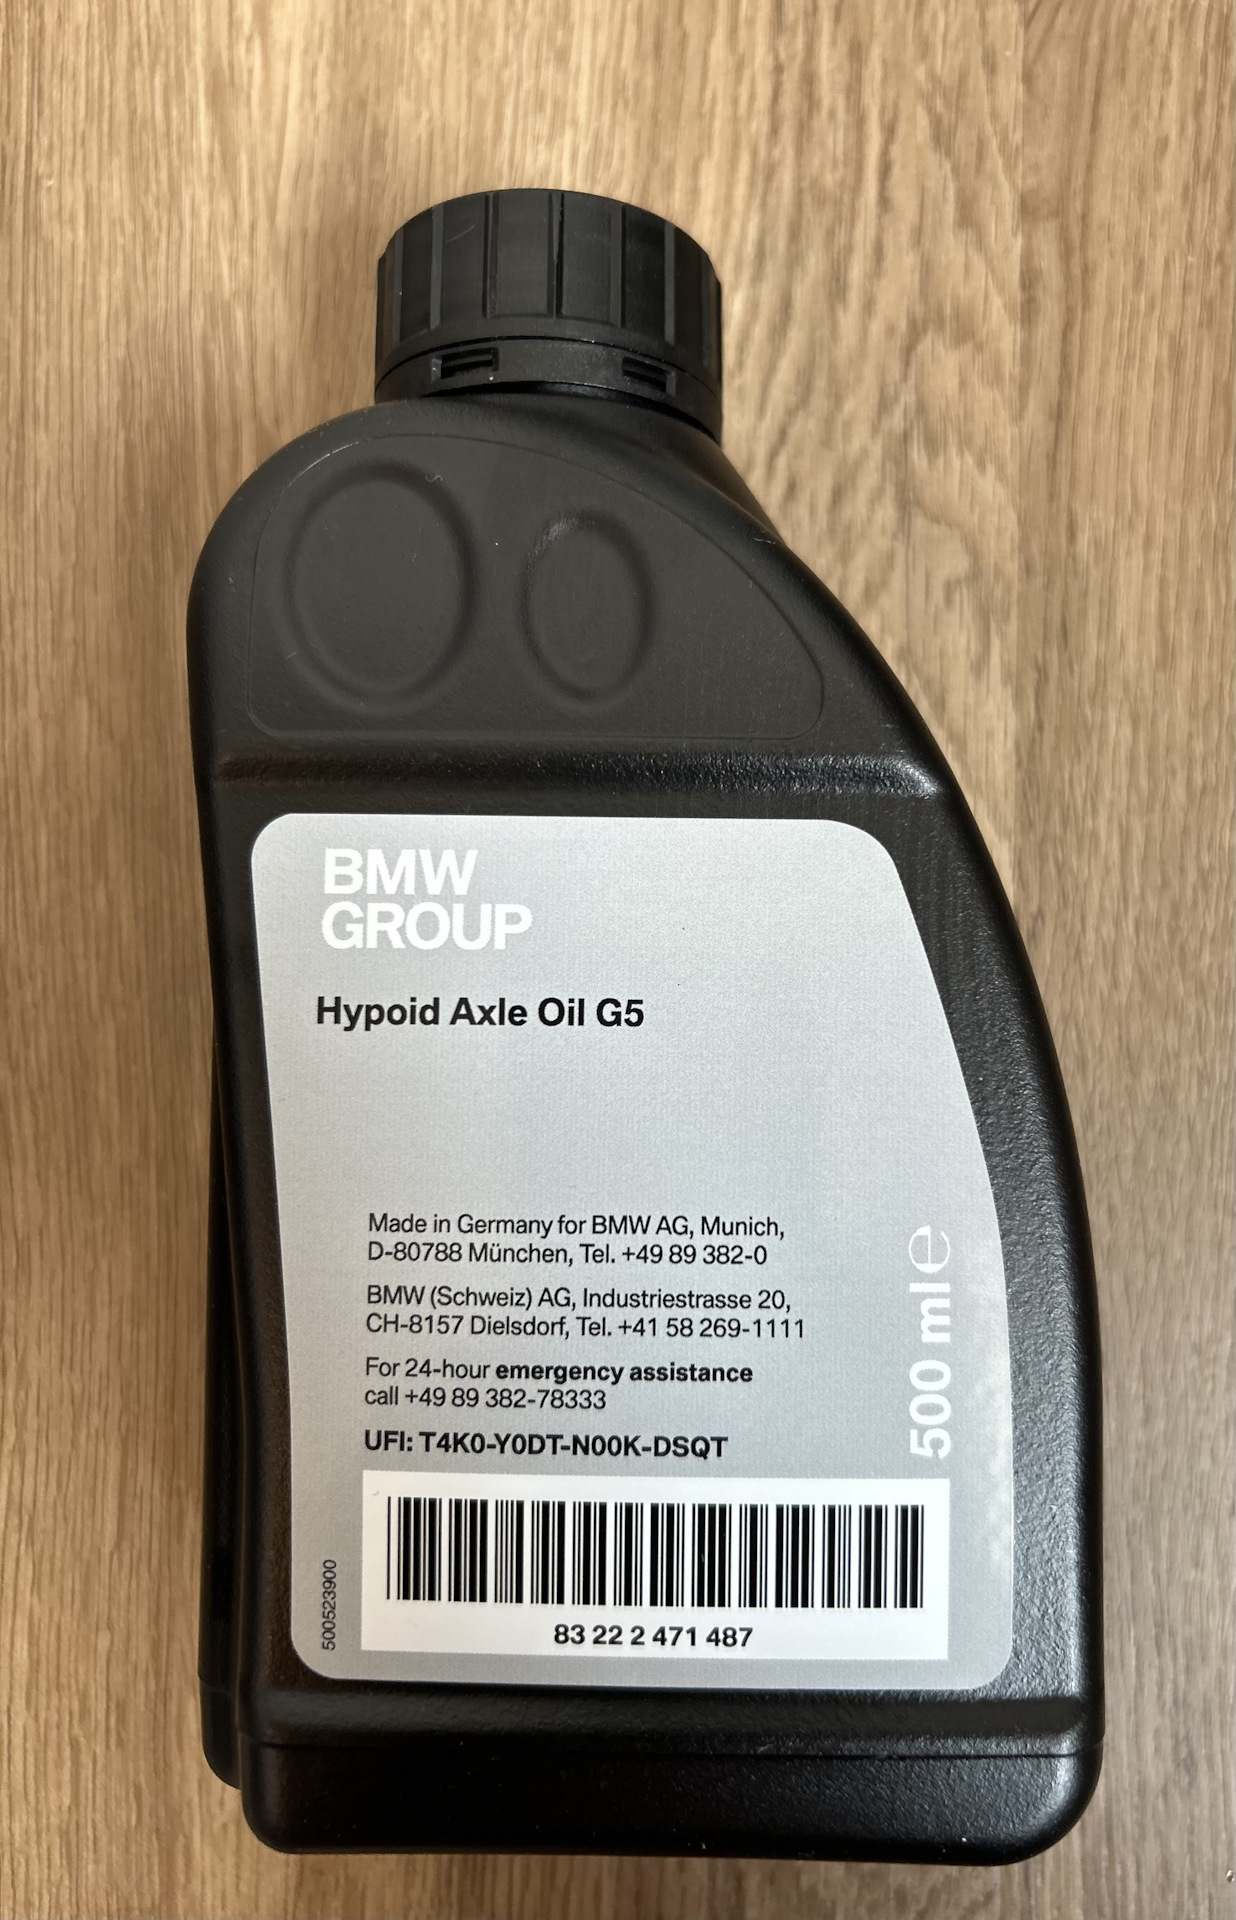 BMW
GROUP
Hypoid Axle Oil G5
Made in Germany for BMW AG, Munich,
D-80788 München, Tel. +49 89 382-0
BMW (Schweiz) AG, Industriestrasse 20,
CH-8157 Dielsdorf, Tel. +41 58 269-1111
For 24-hour emergency assistance
call +49 89 382-78333
UFI: T4K0-Y0DT-N00K-DSQT
500 ml ℮
500523900
83 22 2 471 487